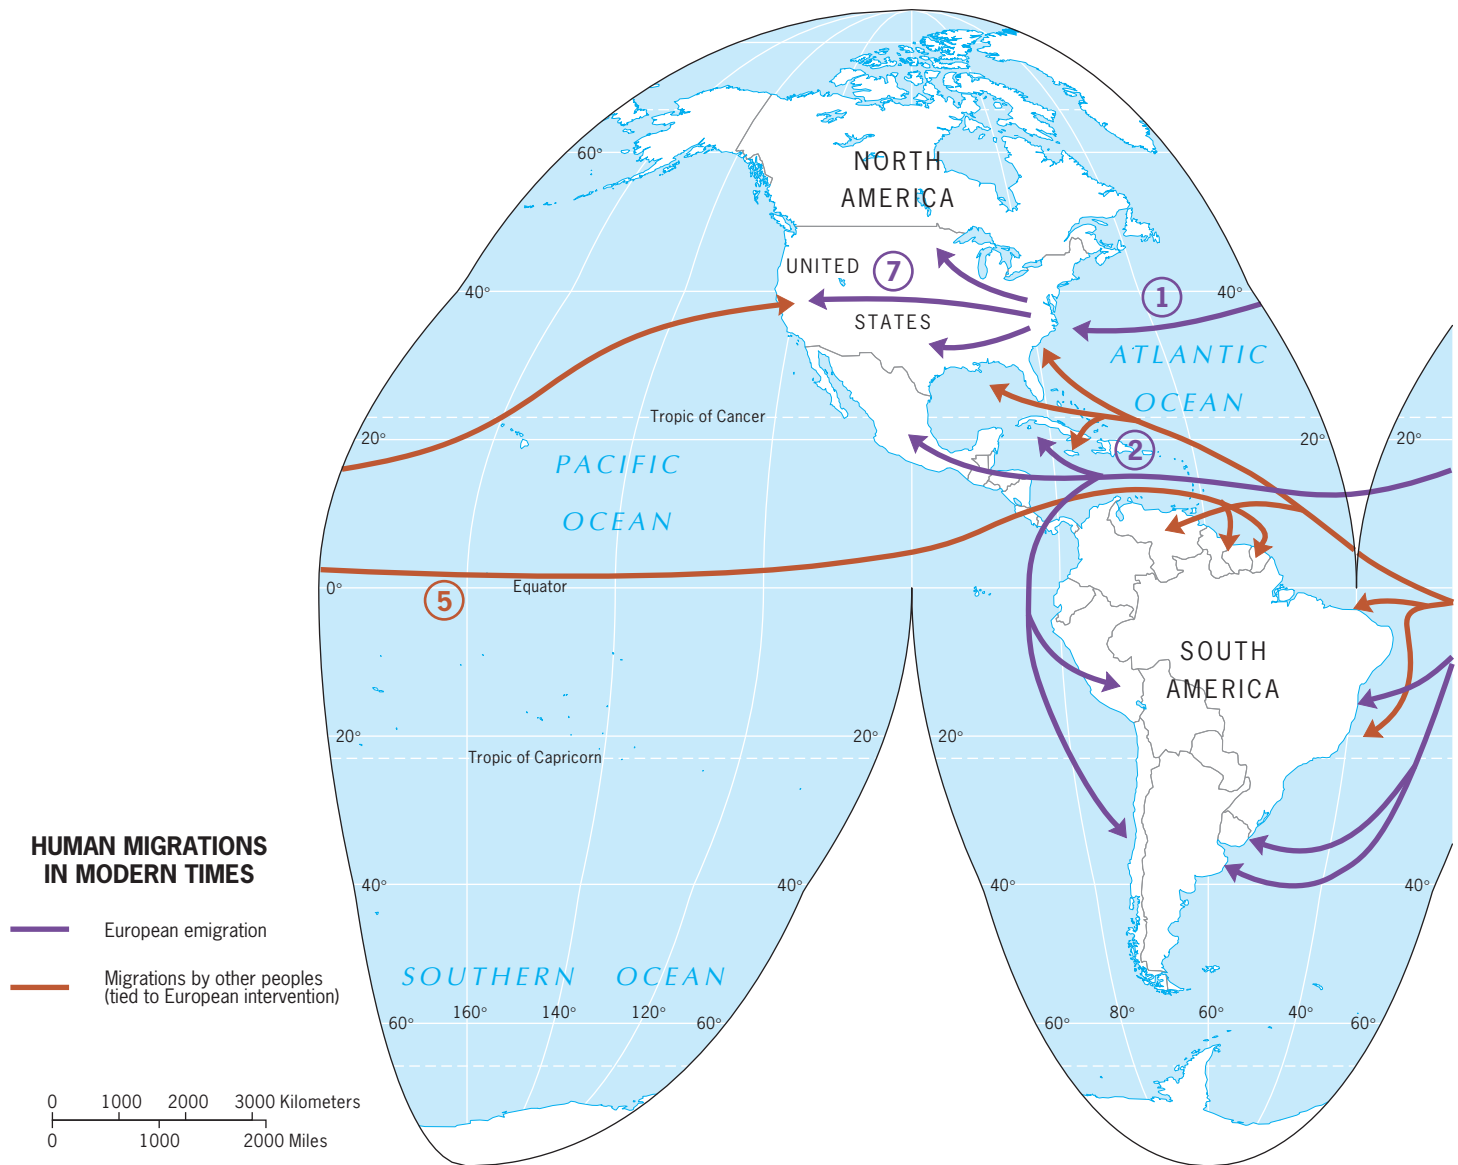 60°
NORTH
AMERICA
UNITED
7
STATES
1
40°
40°
ATLANTIC
OCEAN
Tropic of Cancer
20°
20°
20°
2
PACIFIC
OCEAN
0°
Equator
5
SOUTH
AMERICA
20°
20°
20°
Tropic of Capricorn
40°
40°
40°
40°
SOUTHERN OCEAN
60°
160°
140°
120°
60°
60°
80°
60°
40°
60°
HUMAN MIGRATIONS
IN MODERN TIMES
European emigration
Migrations by other peoples
(tied to European intervention)
0 1000 2000 3000 Kilometers
0 1000 2000 Miles